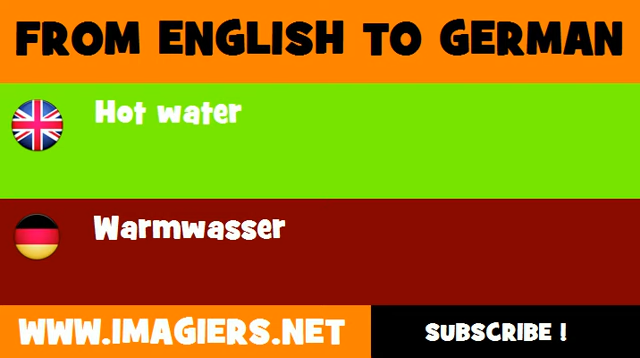 FROM ENGLISH TO GERMAN
Hot water
Warmwasser
WWW.IMAGIERS.NET
SUBSCRIBE !